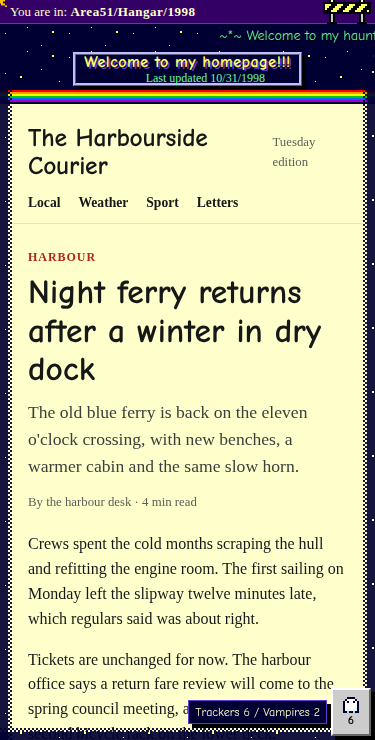 You are in: Area51/Hangar/1998
~*~ Welcome to my haunt
Welcome to my homepage!!!
Last updated 10/31/1998
The Harbourside Courier
Tuesday edition
Local Weather Sport Letters
HARBOUR
Night ferry returns
after a winter in dry
dock
The old blue ferry is back on the eleven
o'clock crossing, with new benches, a
warmer cabin and the same slow horn.
By the harbour desk · 4 min read
Crews spent the cold months scraping the hull
and refitting the engine room. The first sailing on
Monday left the slipway twelve minutes late,
which regulars said was about right.
Tickets are unchanged for now. The harbour
office says a return fare review will come to the
spring council meeting, a
Trackers 6 / Vampires 2
6